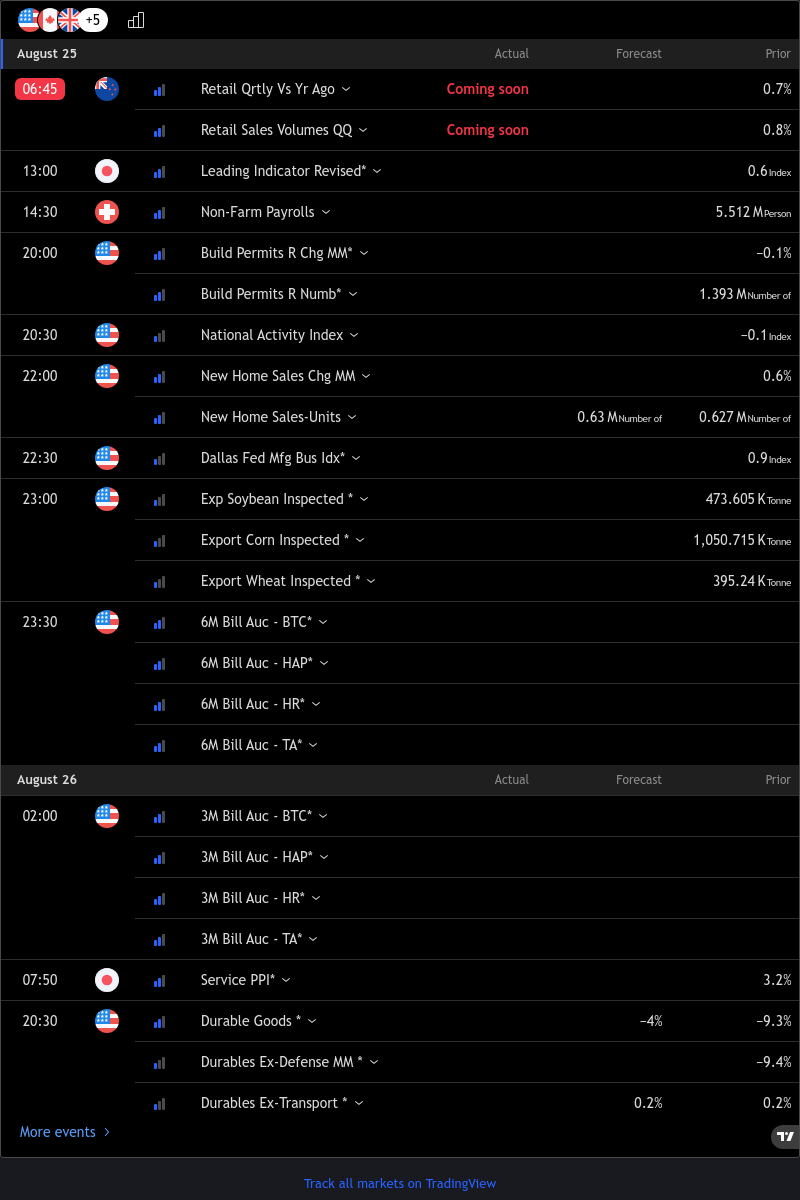 +5
August 25 Actual Forecast Prior
06:45 Retail Qrtly Vs Yr Ago Coming soon 0.7%
Retail Sales Volumes QQ Coming soon 0.8%
13:00 Leading Indicator Revised* 0.6 Index
14:30 Non-Farm Payrolls 5.512 M Person
20:00 Build Permits R Chg MM* −0.1%
Build Permits R Numb* 1.393 M Number of
20:30 National Activity Index −0.1 Index
22:00 New Home Sales Chg MM 0.6%
New Home Sales-Units 0.63 M Number of 0.627 M Number of
22:30 Dallas Fed Mfg Bus Idx* 0.9 Index
23:00 Exp Soybean Inspected * 473.605 K Tonne
Export Corn Inspected * 1,050.715 K Tonne
Export Wheat Inspected * 395.24 K Tonne
23:30 6M Bill Auc - BTC*
6M Bill Auc - HAP*
6M Bill Auc - HR*
6M Bill Auc - TA*
August 26 Actual Forecast Prior
02:00 3M Bill Auc - BTC*
3M Bill Auc - HAP*
3M Bill Auc - HR*
3M Bill Auc - TA*
07:50 Service PPI* 3.2%
20:30 Durable Goods * −4% −9.3%
Durables Ex-Defense MM * −9.4%
Durables Ex-Transport * 0.2% 0.2%
More events
Track all markets on TradingView